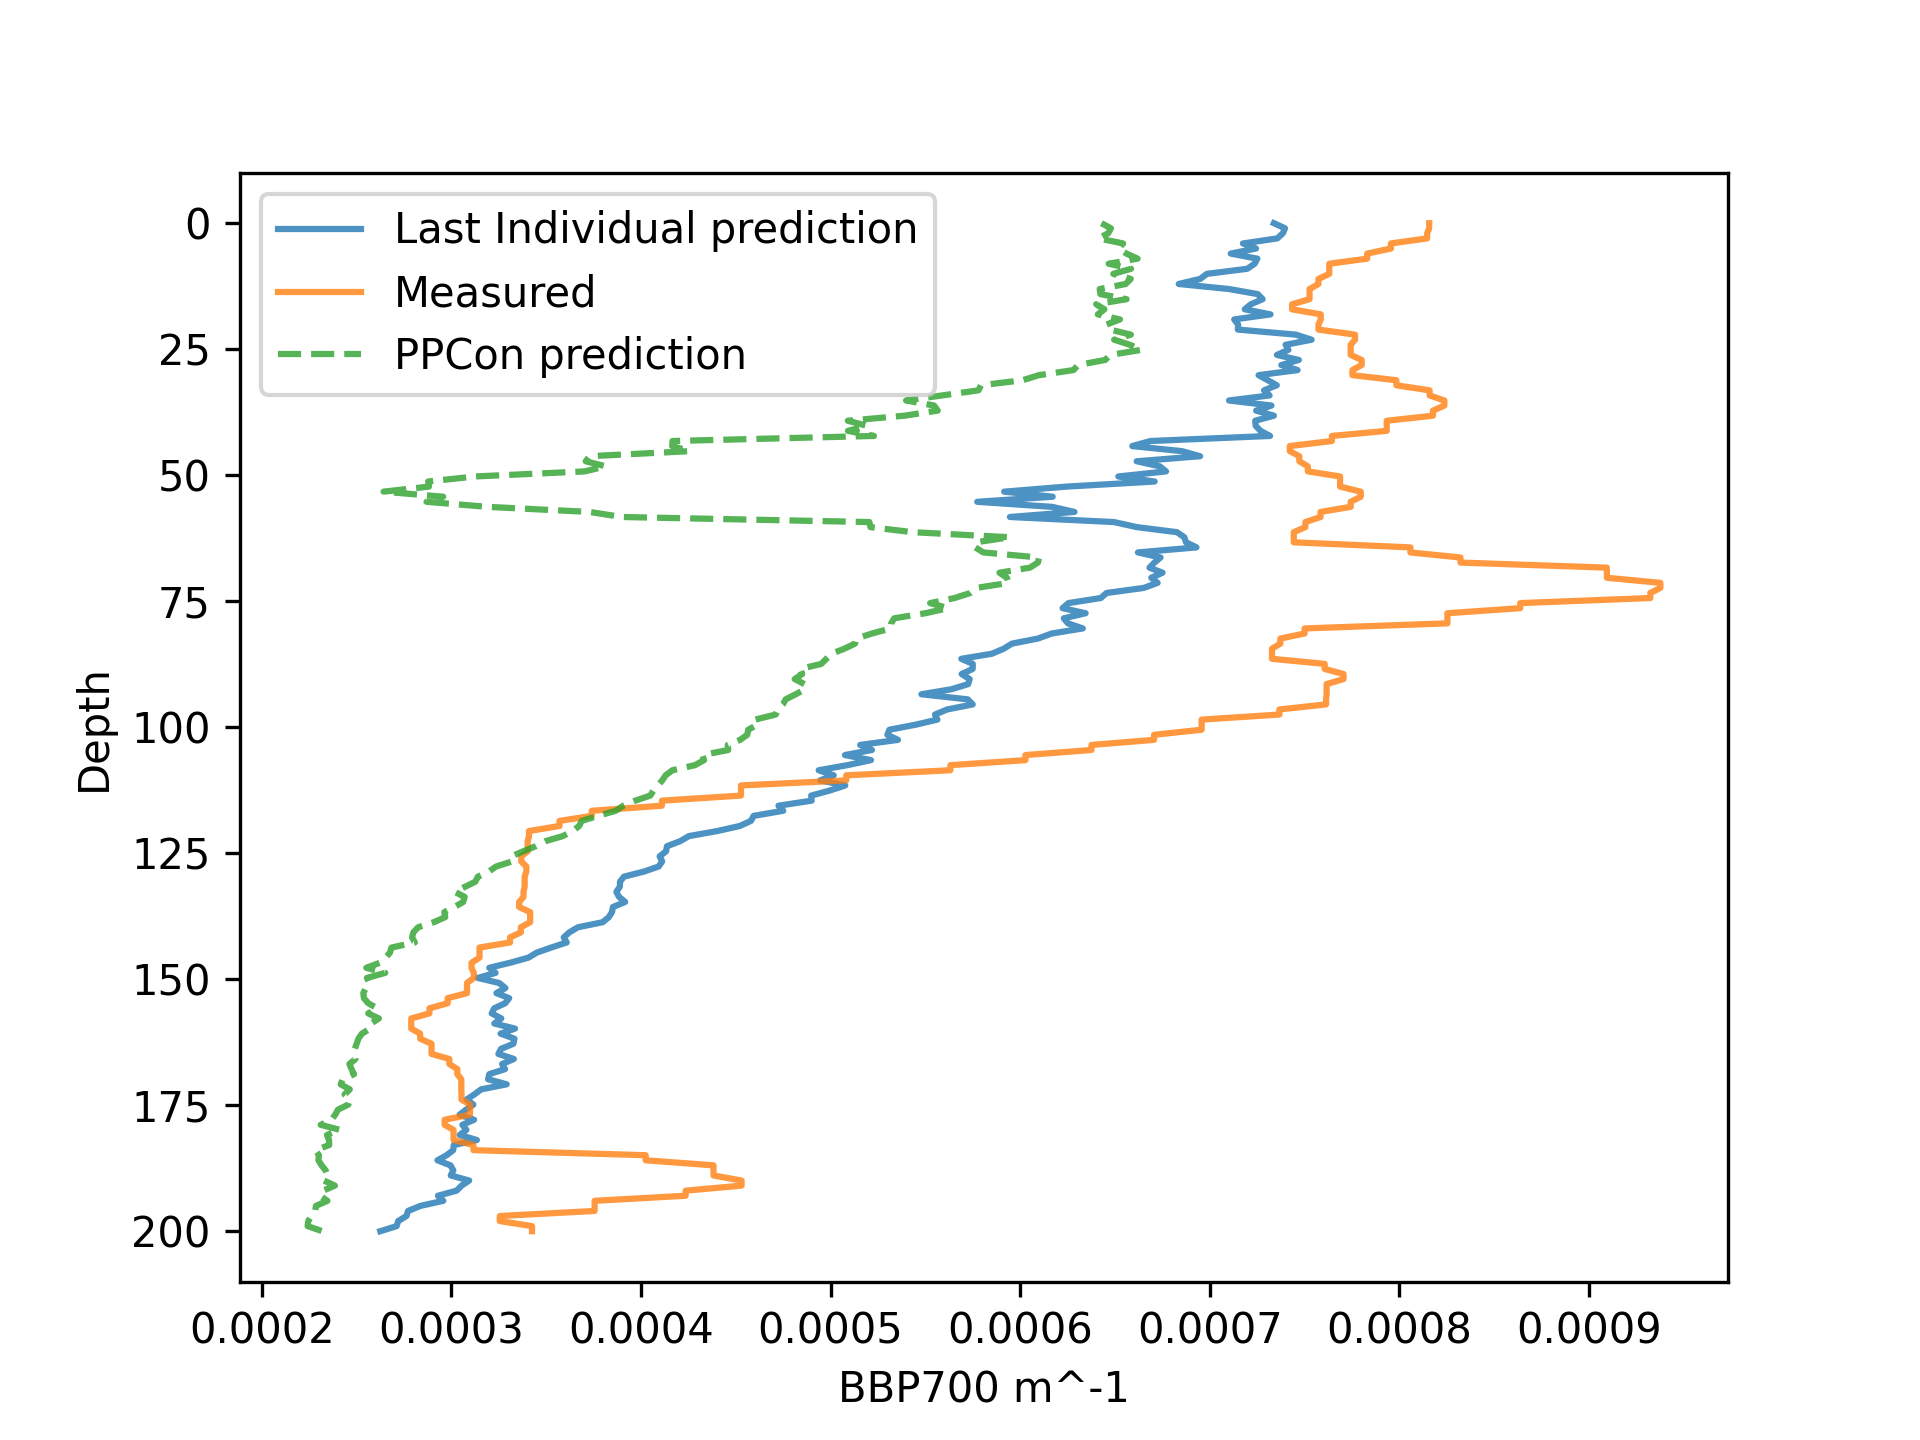 Last Individual prediction
Measured
PPCon prediction
0
25
50
75
100
125
150
175
200
Depth
0.0002 0.0003 0.0004 0.0005 0.0006 0.0007 0.0008 0.0009
BBP700 m^-1